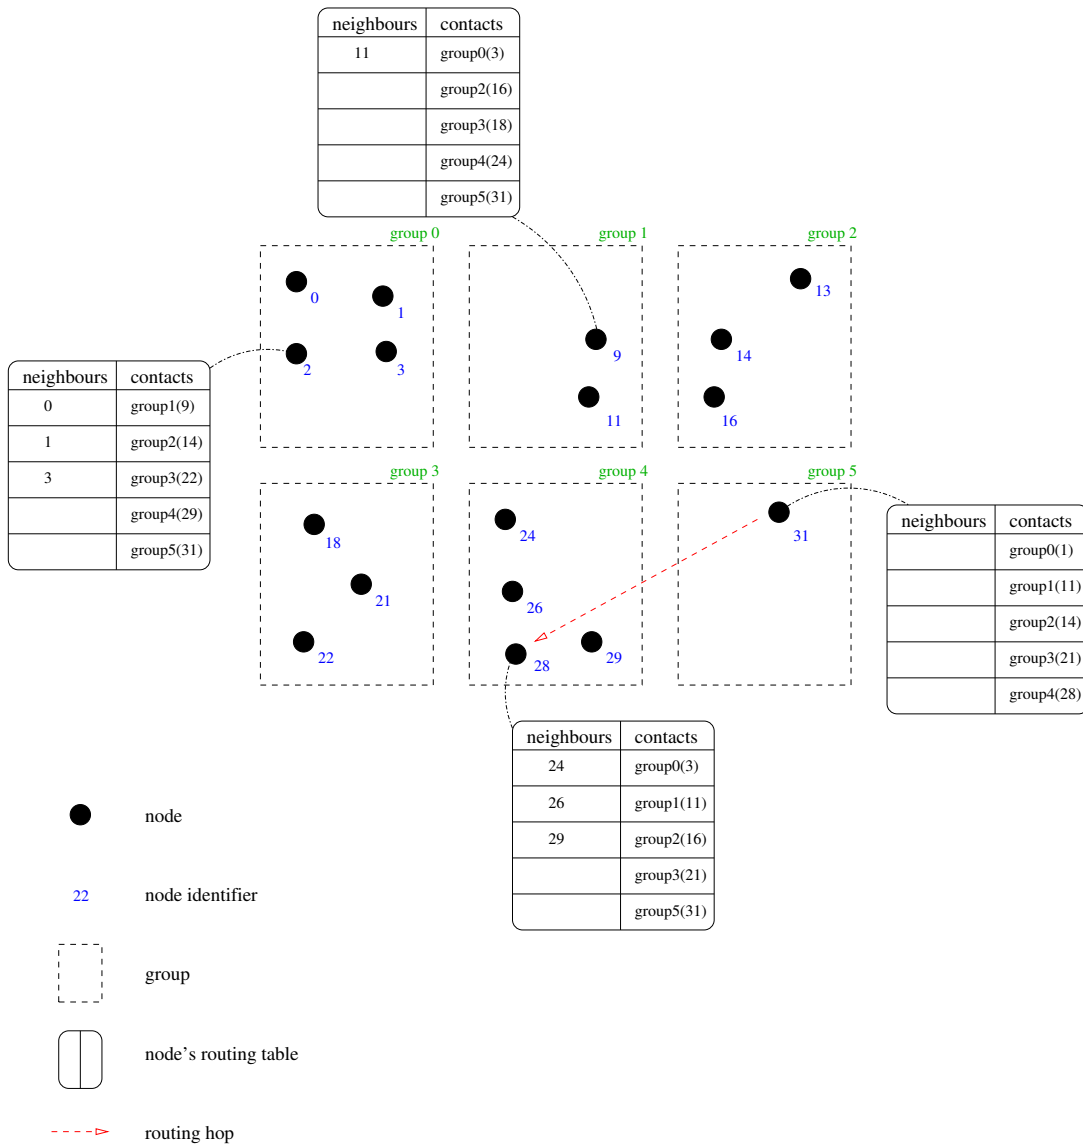 neighbours contacts
11 group0(3)
group2(16)
group3(18)
group4(24)
group5(31)
group 0 group 1 group 2
0
1
2
3
9
11
13
14
16
neighbours contacts
0 group1(9)
1 group2(14)
3 group3(22)
group4(29)
group5(31)
group 3 group 4 group 5
18
21
22
24
26
28
29
31
neighbours contacts
group0(1)
group1(11)
group2(14)
group3(21)
group4(28)
neighbours contacts
24 group0(3)
26 group1(11)
29 group2(16)
group3(21)
group5(31)
node
22 node identifier
group
node's routing table
routing hop